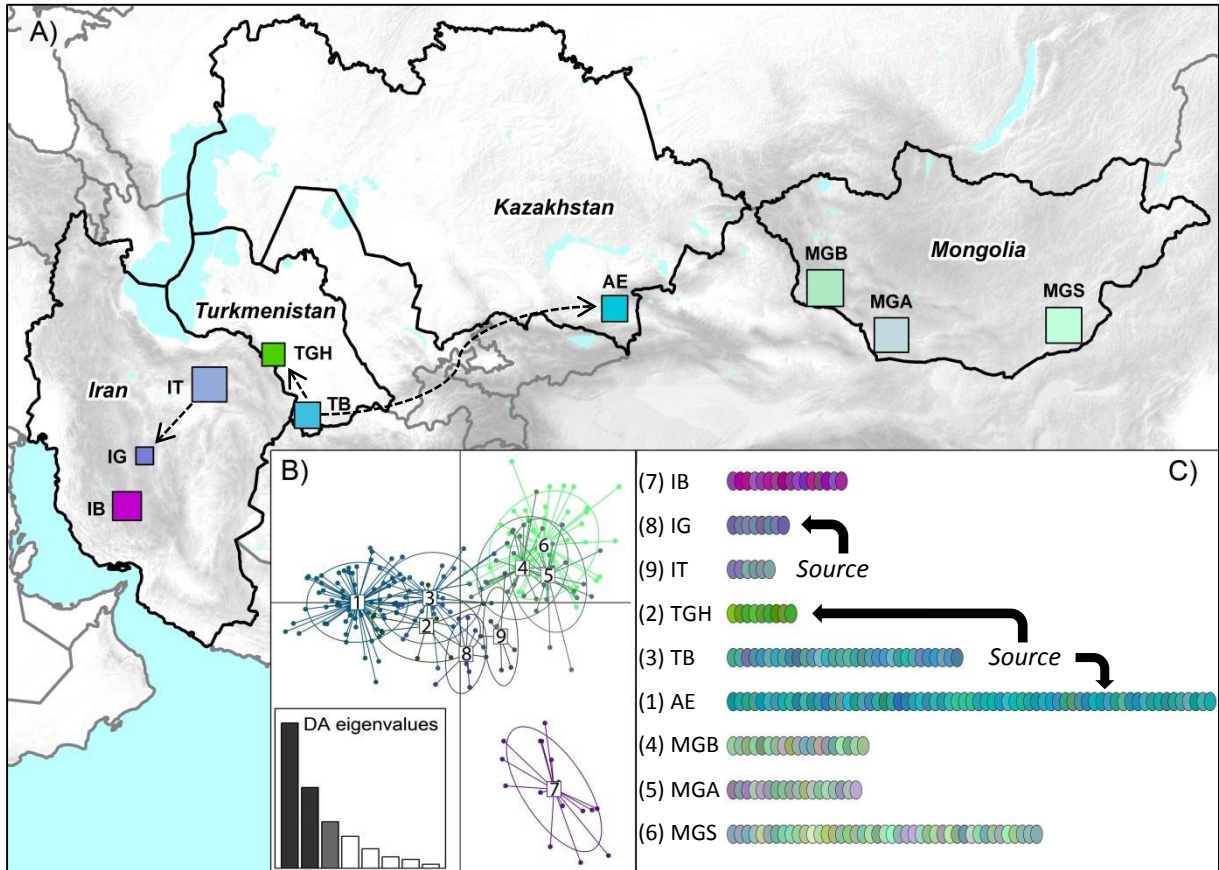 A)
Kazakhstan
Mongolia
MGB
MGA
MGS
AE
Turkmenistan
TGH
TB
Iran
IT
IG
IB
B)
1
2
3
4
5
6
7
8
9
DA eigenvalues
C)
(7) IB
(8) IG
(9) IT
Source
(2) TGH
(3) TB
Source
(1) AE
(4) MGB
(5) MGA
(6) MGS